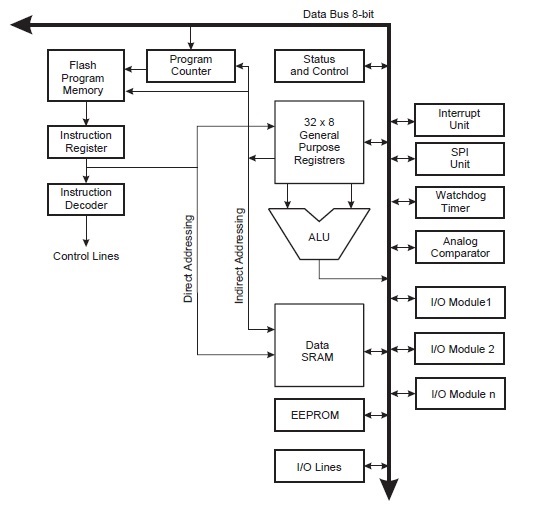 Data Bus 8-bit
Flash
Program
Memory
Program
Counter
Status
and Control
Instruction
Register
32 x 8
General
Purpose
Registrers
Interrupt
Unit
SPI
Unit
Instruction
Decoder
Watchdog
Timer
ALU
Analog
Comparator
Control Lines
Direct Addressing
Indirect Addressing
I/O Module1
Data
SRAM
I/O Module 2
I/O Module n
EEPROM
I/O Lines